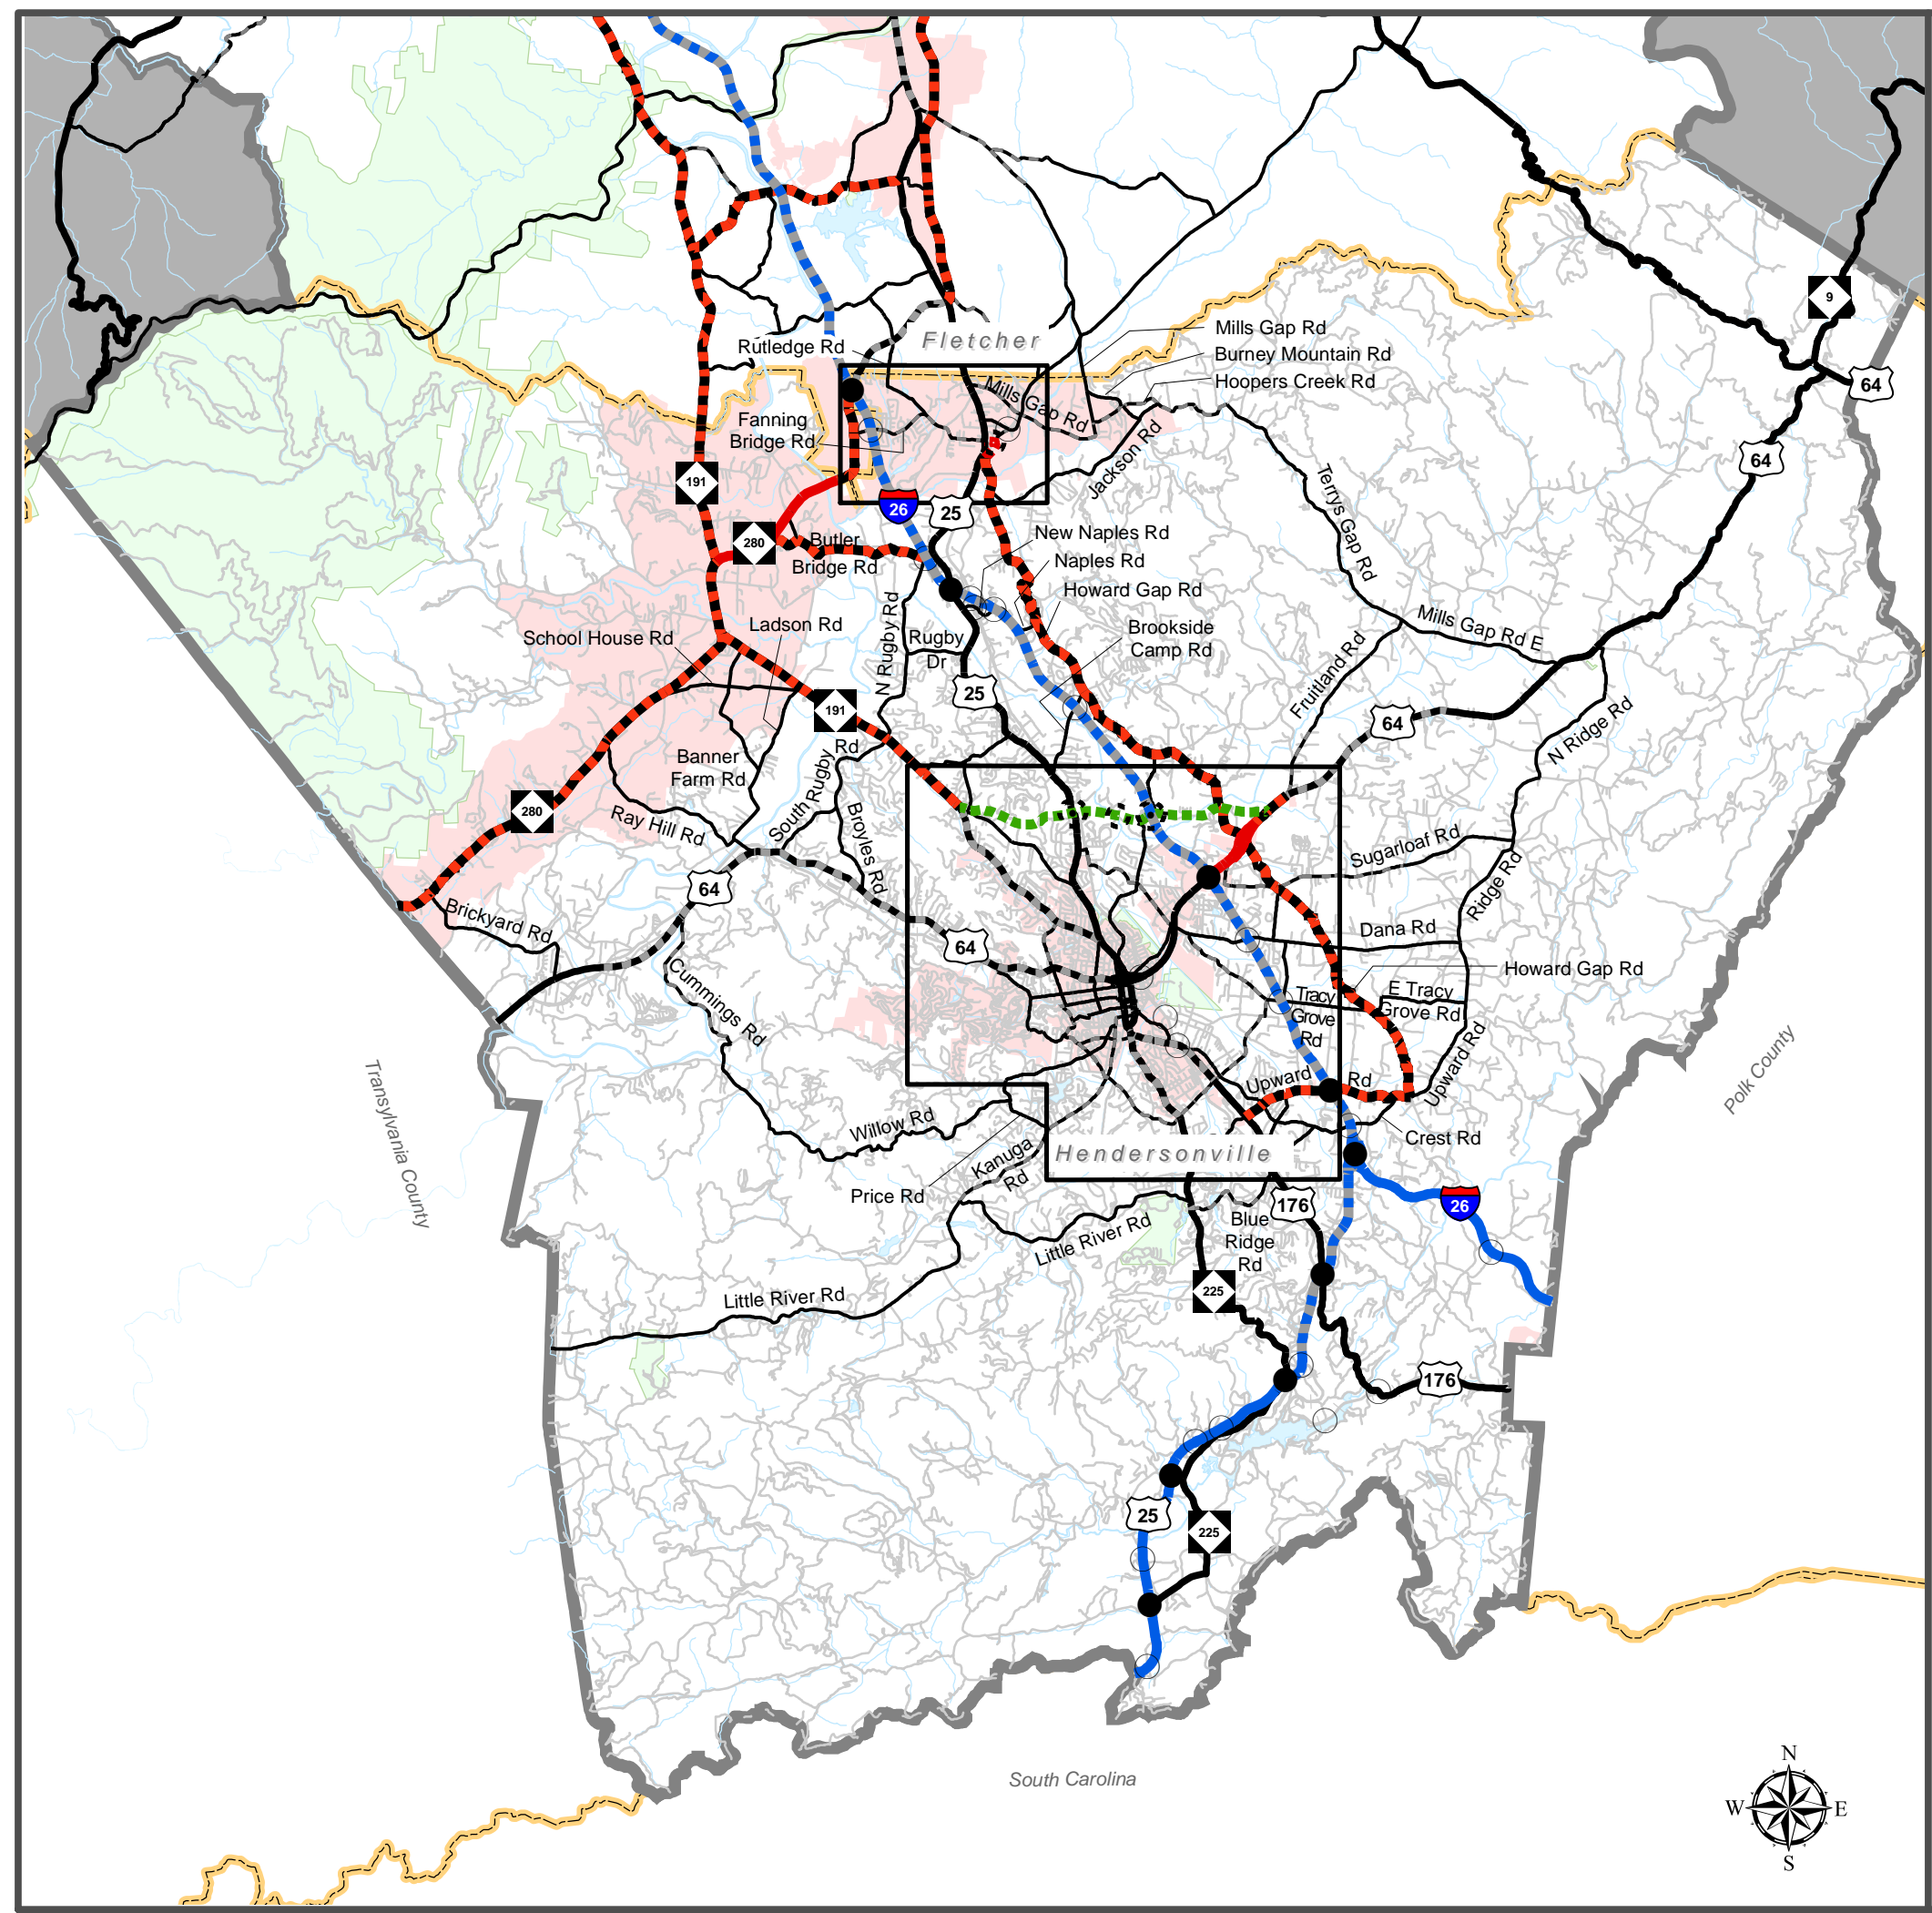 9
Fletcher
Mills Gap Rd
Rutledge Rd
Burney Mountain Rd
Hoopers Creek Rd
64
Mills Gap Rd
Fanning
Bridge Rd
Jackson Rd
64
191
Terrys Gap Rd
26
25
280
Butler
Bridge Rd
New Naples Rd
Naples Rd
Howard Gap Rd
N Rugby Rd
Ladson Rd
School House Rd
Rugby
Dr
Brookside
Camp Rd
Mills Gap Rd E
Fruitland Rd
25
191
64
N Ridge Rd
Banner
Farm Rd
South Rugby Rd
280
Ray Hill Rd
Broyles Rd
Sugarloaf Rd
64
Ridge Rd
Brickyard Rd
Dana Rd
64
Cummings Rd
Howard Gap Rd
Tracy
Grove
Rd
E Tracy
Grove Rd
Upward Rd
Upward Rd
Transylvania County
Polk County
Willow Rd
Crest Rd
Hendersonville
Kanuga
Rd
Price Rd
176
26
Little River Rd
Blue
Ridge
Rd
225
Little River Rd
176
25
225
South Carolina
N
W
E
S